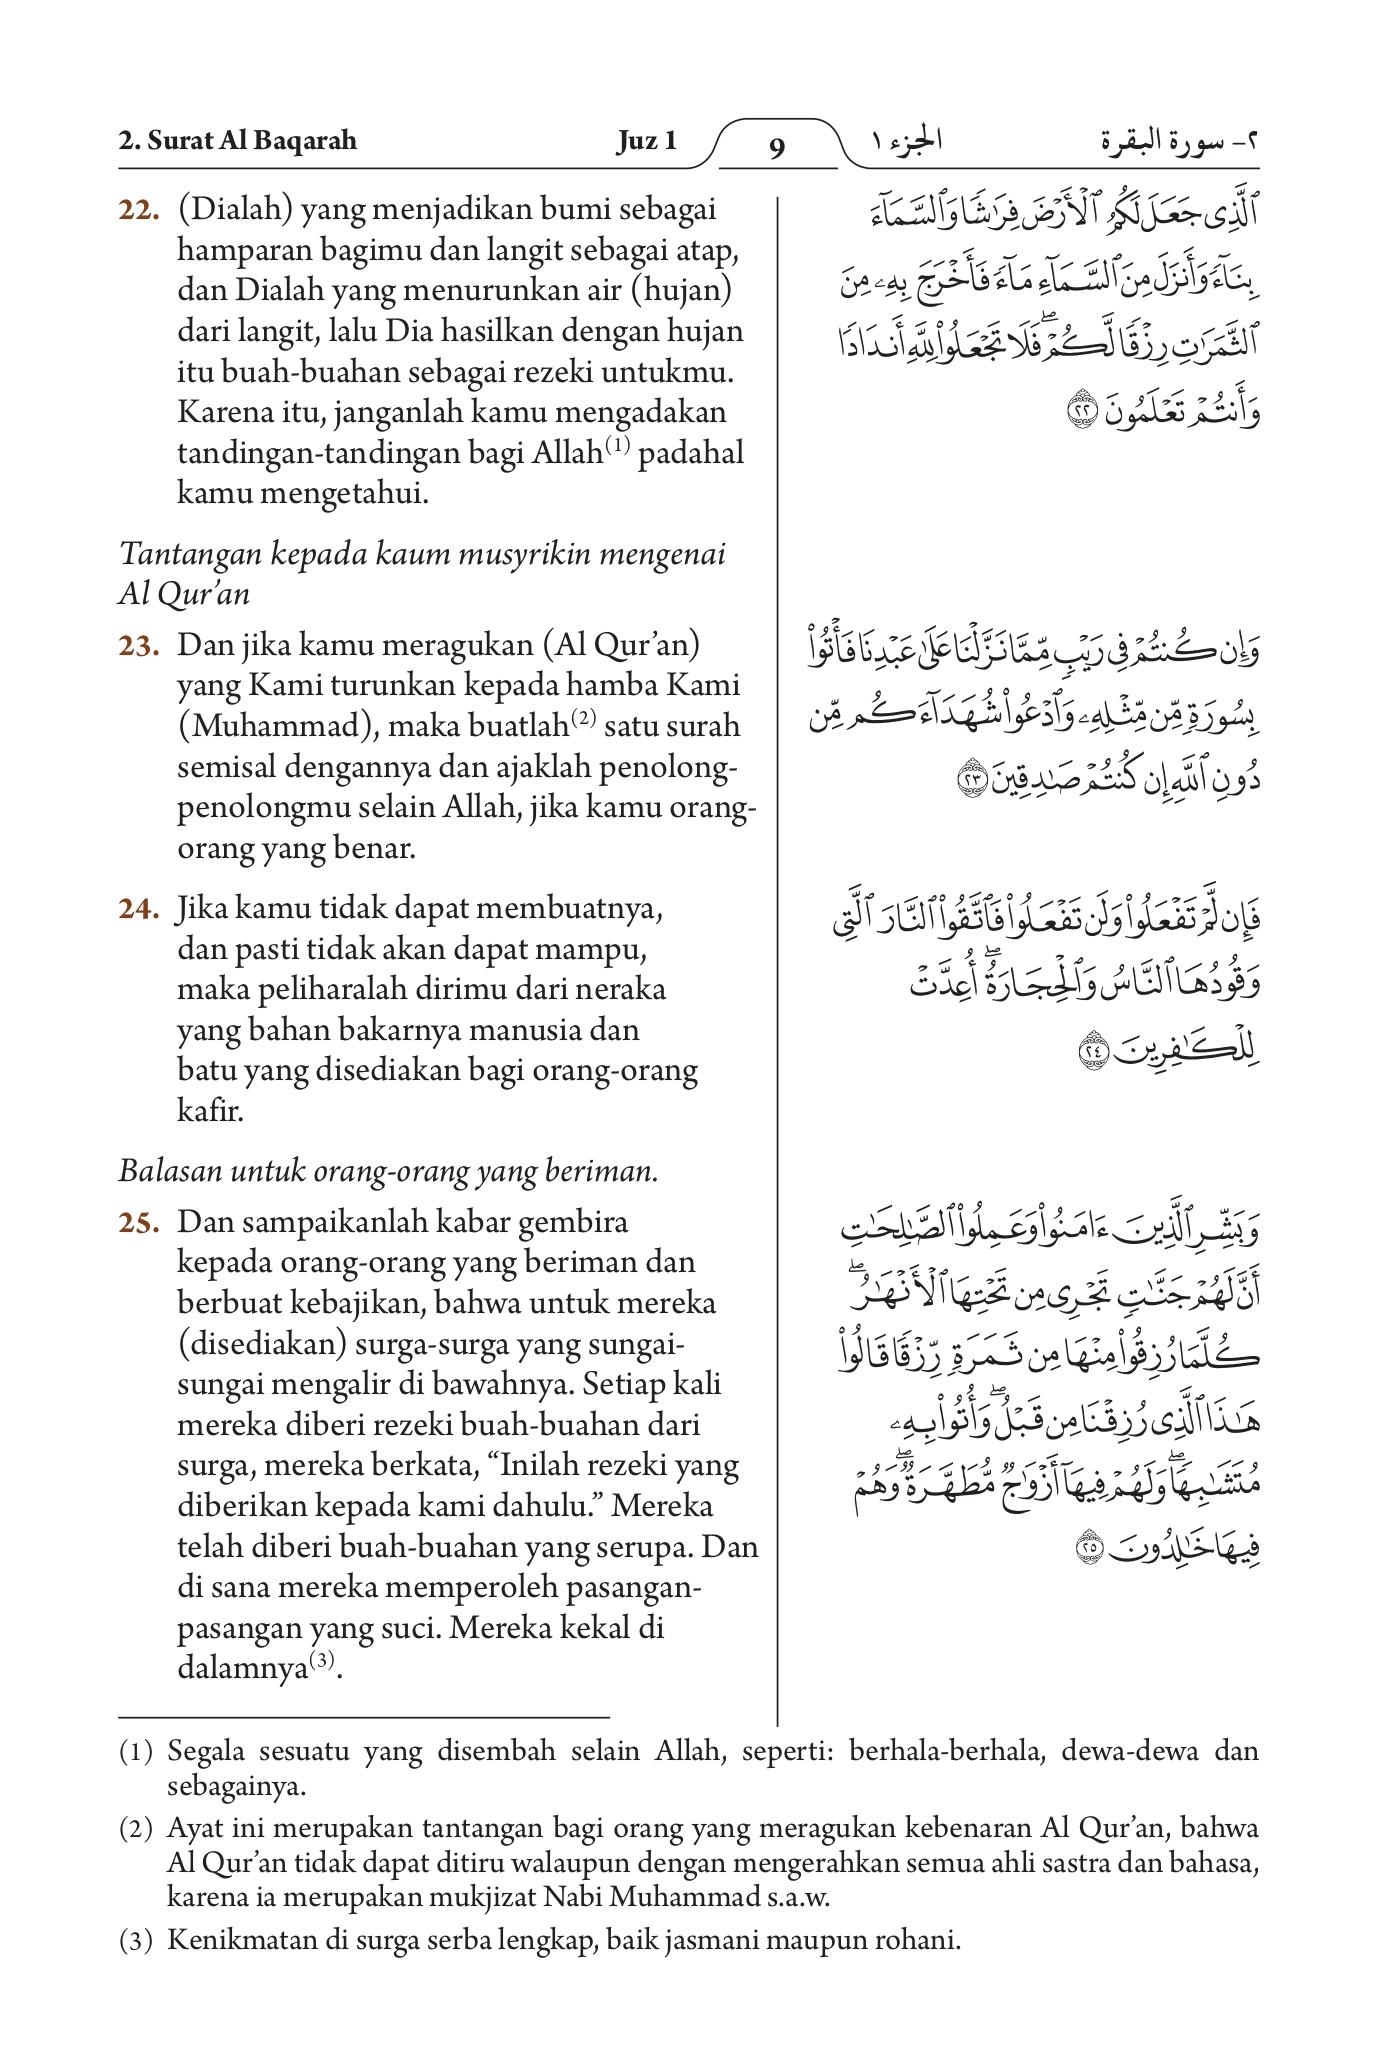 2. Surat Al Baqarah
Juz 1
9
الجزء ١
٢- سورة البقرة
22. (Dialah) yang menjadikan bumi sebagai
hamparan bagimu dan langit sebagai atap,
dan Dialah yang menurunkan air (hujan)
dari langit, lalu Dia hasilkan dengan hujan
itu buah-buahan sebagai rezeki untukmu.
Karena itu, janganlah kamu mengadakan
tandingan-tandingan bagi Allah(1) padahal
kamu mengetahui.
Tantangan kepada kaum musyrikin mengenai
Al Qur’an
23. Dan jika kamu meragukan (Al Qur’an)
yang Kami turunkan kepada hamba Kami
(Muhammad), maka buatlah(2) satu surah
semisal dengannya dan ajaklah penolong-
penolongmu selain Allah, jika kamu orang-
orang yang benar.
24. Jika kamu tidak dapat membuatnya,
dan pasti tidak akan dapat mampu,
maka peliharalah dirimu dari neraka
yang bahan bakarnya manusia dan
batu yang disediakan bagi orang-orang
kafir.
Balasan untuk orang-orang yang beriman.
25. Dan sampaikanlah kabar gembira
kepada orang-orang yang beriman dan
berbuat kebajikan, bahwa untuk mereka
(disediakan) surga-surga yang sungai-
sungai mengalir di bawahnya. Setiap kali
mereka diberi rezeki buah-buahan dari
surga, mereka berkata, “Inilah rezeki yang
diberikan kepada kami dahulu.” Mereka
telah diberi buah-buahan yang serupa. Dan
di sana mereka memperoleh pasangan-
pasangan yang suci. Mereka kekal di
dalamnya(3).
ٱلَّذِى جَعَلَ لَكُمُ ٱلْأَرْضَ فِرَٰشًا وَٱلسَّمَآءَ
بِنَآءً وَأَنزَلَ مِنَ ٱلسَّمَآءِ مَآءً فَأَخْرَجَ بِهِۦ مِنَ
ٱلثَّمَرَٰتِ رِزْقًا لَّكُمْ ۖ فَلَا تَجْعَلُوا۟ لِلَّهِ أَندَادًا
وَأَنتُمْ تَعْلَمُونَ ٢٢
وَإِن كُنتُمْ فِى رَيْبٍ مِّمَّا نَزَّلْنَا عَلَىٰ عَبْدِنَا فَأْتُوا۟
بِسُورَةٍ مِّن مِّثْلِهِۦ وَٱدْعُوا۟ شُهَدَآءَكُم مِّن
دُونِ ٱللَّهِ إِن كُنتُمْ صَٰدِقِينَ ٢٣
فَإِن لَّمْ تَفْعَلُوا۟ وَلَن تَفْعَلُوا۟ فَٱتَّقُوا۟ ٱلنَّارَ ٱلَّتِى
وَقُودُهَا ٱلنَّاسُ وَٱلْحِجَارَةُ ۖ أُعِدَّتْ
لِلْكَٰفِرِينَ ٢٤
وَبَشِّرِ ٱلَّذِينَ ءَامَنُوا۟ وَعَمِلُوا۟ ٱلصَّٰلِحَٰتِ
أَنَّ لَهُمْ جَنَّٰتٍ تَجْرِى مِن تَحْتِهَا ٱلْأَنْهَٰرُ ۖ
كُلَّمَا رُزِقُوا۟ مِنْهَا مِن ثَمَرَةٍ رِّزْقًا قَالُوا۟
هَٰذَا ٱلَّذِى رُزِقْنَا مِن قَبْلُ ۖ وَأُتُوا۟ بِهِۦ
مُتَشَٰبِهًا ۖ وَلَهُمْ فِيهَآ أَزْوَٰجٌ مُّطَهَّرَةٌ ۖ وَهُمْ
فِيهَا خَٰلِدُونَ ٢٥
(1) Segala sesuatu yang disembah selain Allah, seperti: berhala-berhala, dewa-dewa dan
sebagainya.
(2) Ayat ini merupakan tantangan bagi orang yang meragukan kebenaran Al Qur’an, bahwa
Al Qur’an tidak dapat ditiru walaupun dengan mengerahkan semua ahli sastra dan bahasa,
karena ia merupakan mukjizat Nabi Muhammad s.a.w.
(3) Kenikmatan di surga serba lengkap, baik jasmani maupun rohani.